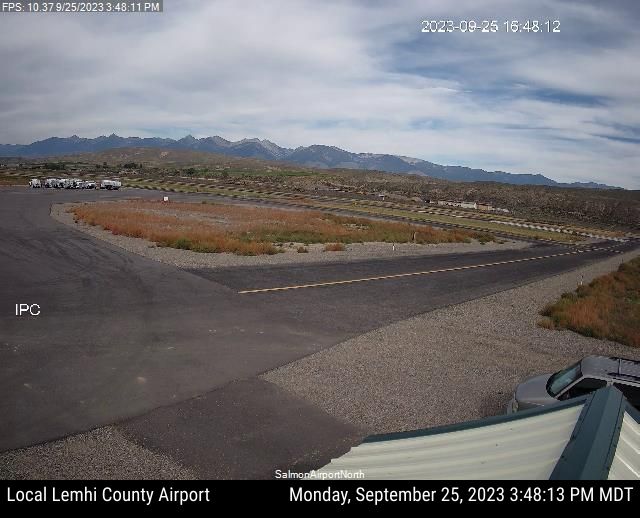 FPS: 10.37 9/25/2023 3:48:11 PM
2023-09-25 16:48:12
IPC
SalmonAirportNorth
Local Lemhi County Airport Monday, September 25, 2023 3:48:13 PM MDT